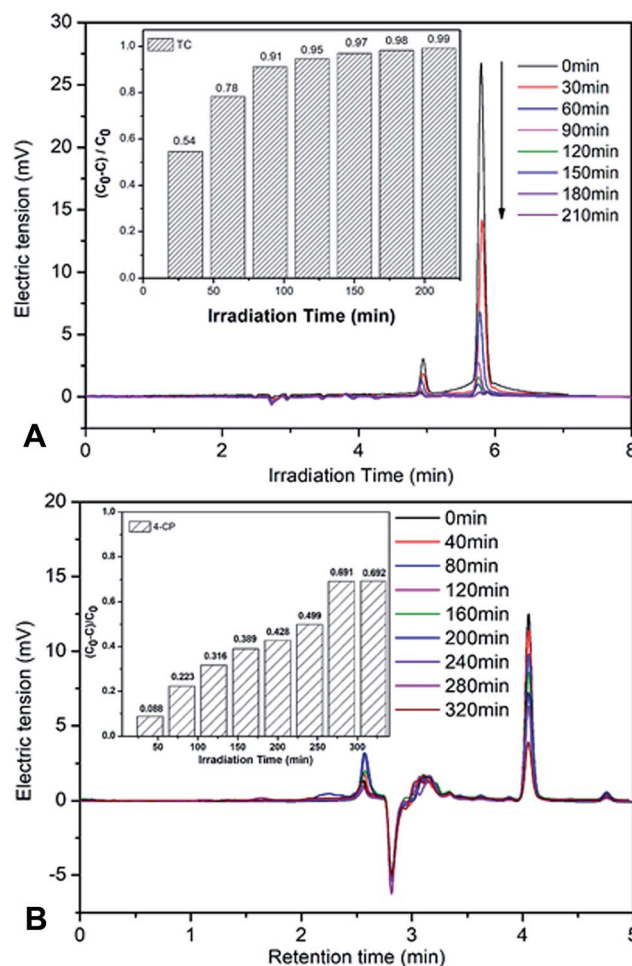 30
25
20
15
10
5
0
Electric tension (mV)
0 2 4 6 8
Irradiation Time (min)
A
TC
1.0
0.8
0.6
0.4
0.2
0.0
(C0-C) / C0
0.54 0.78 0.91 0.95 0.97 0.98 0.99
0 50 100 150 200
Irradiation Time (min)
0min
30min
60min
90min
120min
150min
180min
210min
20
15
10
5
0
-5
Electric tension (mV)
0 1 2 3 4 5
Retention time (min)
B
4-CP
1.0
0.8
0.6
0.4
0.2
0.0
(C0-C)/C0
0.088 0.223 0.316 0.389 0.428 0.499 0.691 0.692
50 100 150 200 250 300
Irradiation Time (min)
0min
40min
80min
120min
160min
200min
240min
280min
320min